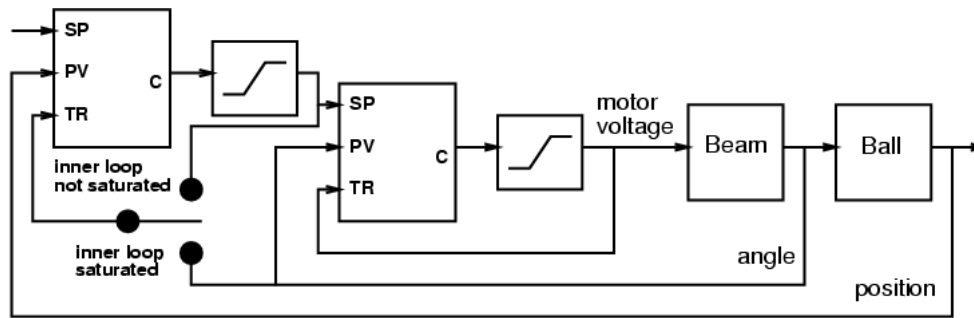 SP
PV
C
TR
SP
PV
C
TR
motor
voltage
Beam
Ball
inner loop
not saturated
inner loop
saturated
angle
position